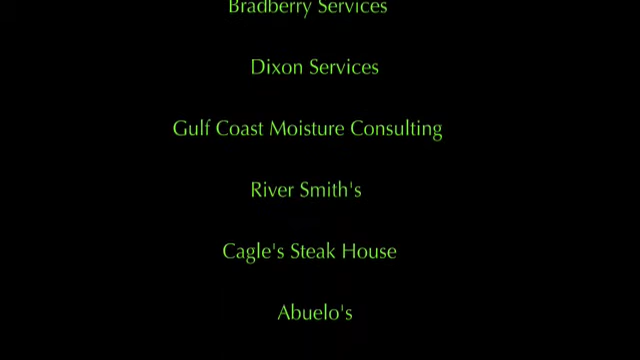 Bradberry Services
Dixon Services
Gulf Coast Moisture Consulting
River Smith's
Cagle's Steak House
Abuelo's